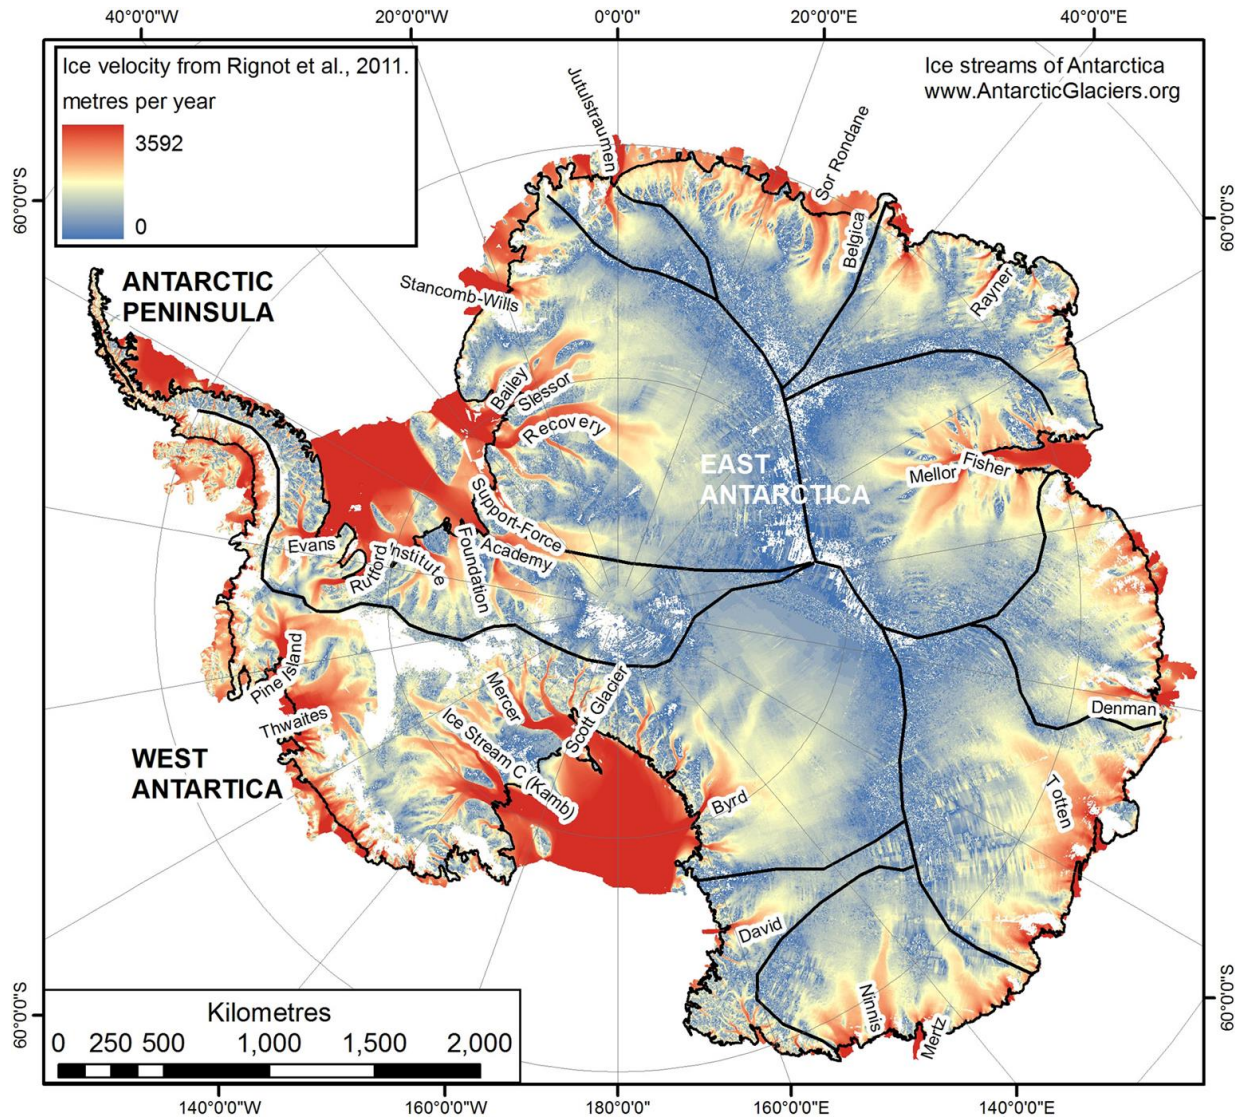 40°0'0"W
20°0'0"W
0°0'0"
20°0'0"E
40°0'0"E
Ice velocity from Rignot et al., 2011.
metres per year
3592
0
Ice streams of Antarctica
www.AntarcticGlaciers.org
60°0'0"S
60°0'0"S
Jutulstraumen
Sor Rondane
Belgica
Rayner
ANTARCTIC
PENINSULA
Stancomb-Wills
Bailey
Slessor
Recovery
EAST
ANTARCTICA
Mellor
Fisher
Support-Force
Academy
Foundation
Institute
Rutford
Evans
Pine Island
Thwaites
Mercer
Scott Glacier
Ice Stream C (Kamb)
WEST
ANTARTICA
Byrd
Denman
Totten
David
Ninnis
Mertz
60°0'0"S
60°0'0"S
Kilometres
0 250 500 1,000 1,500 2,000
140°0'0"W
160°0'0"W
180°0'0"
160°0'0"E
140°0'0"E